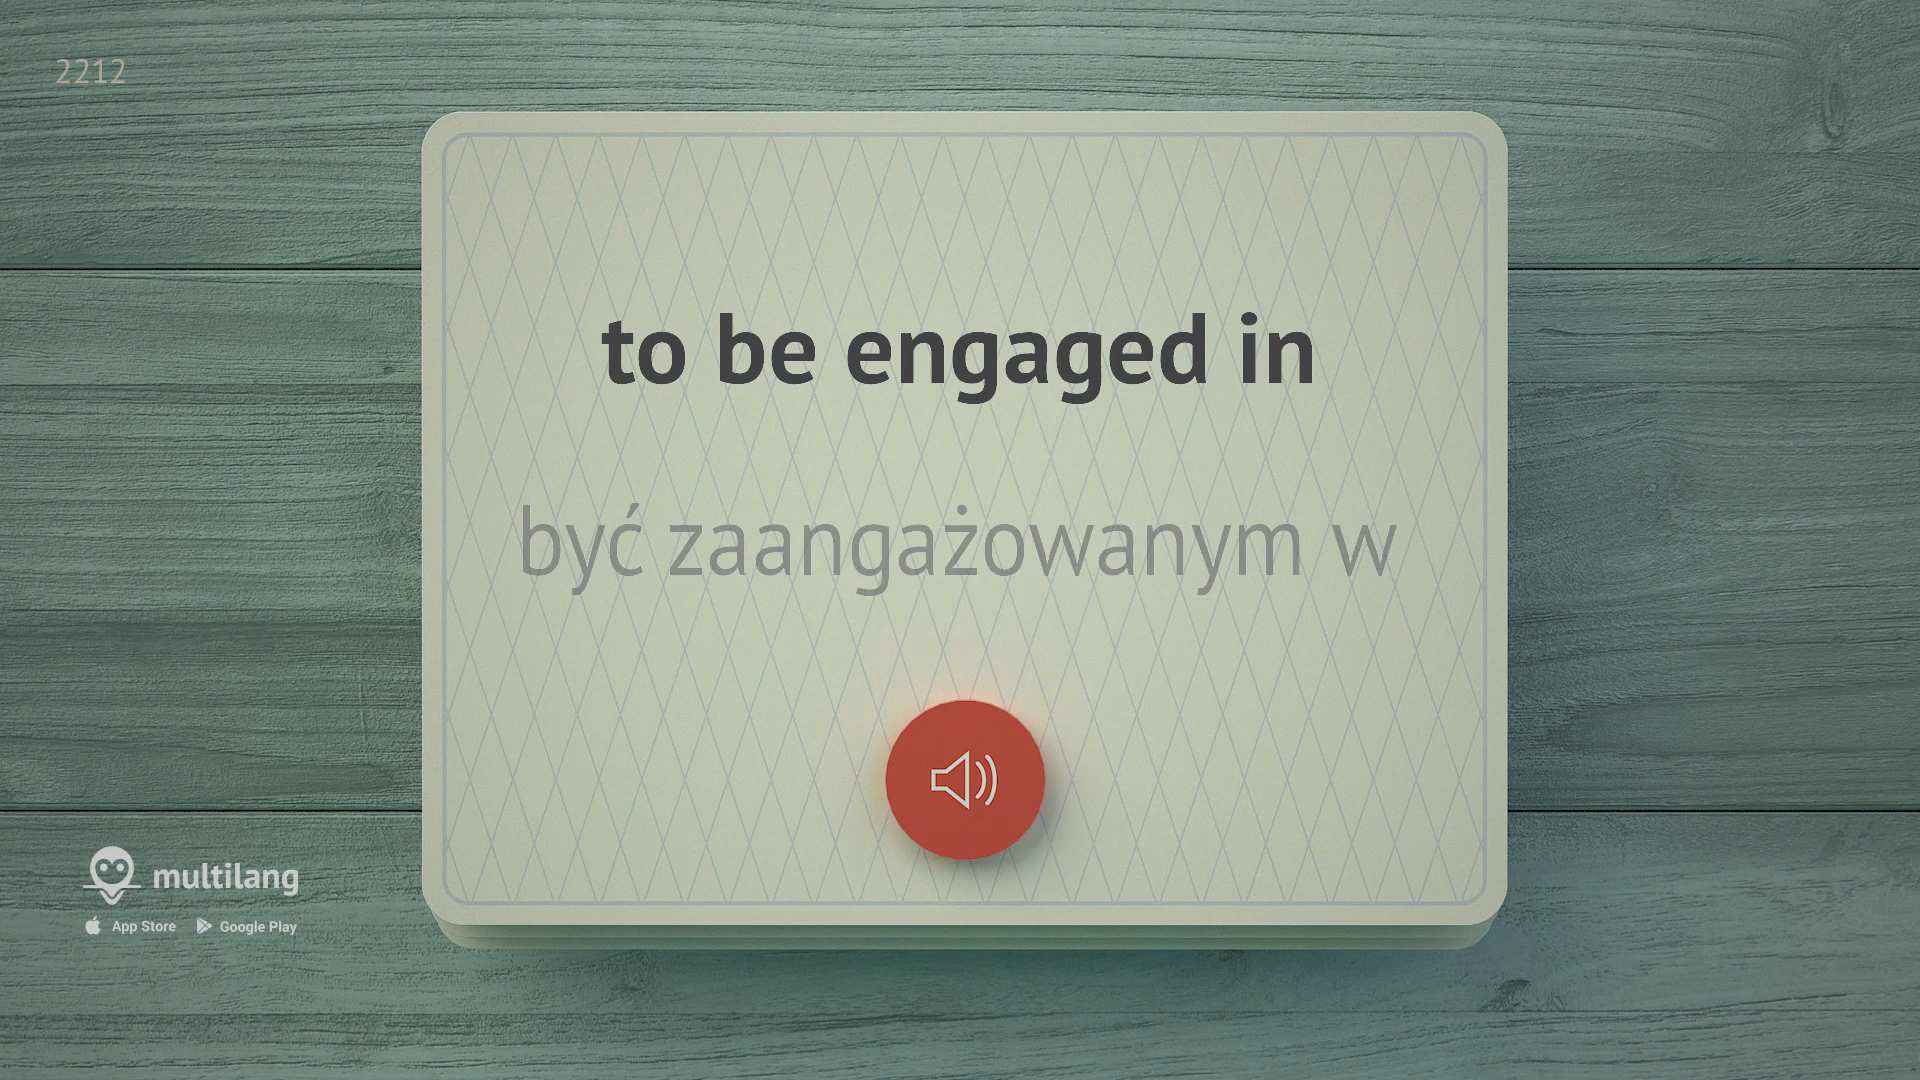 2212
to be engaged in
być zaangażowanym w
multilang
App Store Google Play